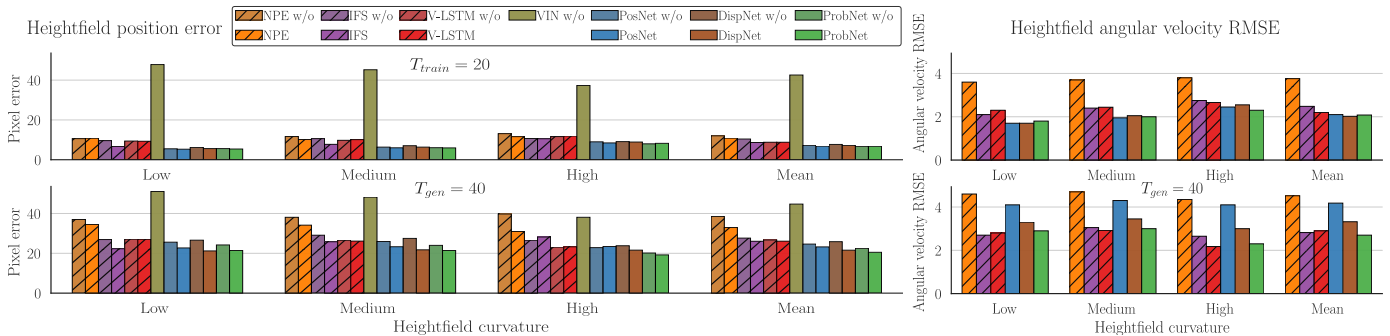 Heightfield position error
NPE w/o IFS w/o V-LSTM w/o VIN w/o PosNet w/o DispNet w/o ProbNet w/o
NPE IFS V-LSTM PosNet DispNet ProbNet
Pixel error
40
20
0
T_train = 20
Low Medium High Mean
Pixel error
40
20
0
T_gen = 40
Low Medium High Mean
Heightfield curvature
Heightfield angular velocity RMSE
Angular velocity RMSE
4
2
0
Low Medium High Mean
Angular velocity RMSE
4
2
0
T_gen = 40
Low Medium High Mean
Heightfield curvature